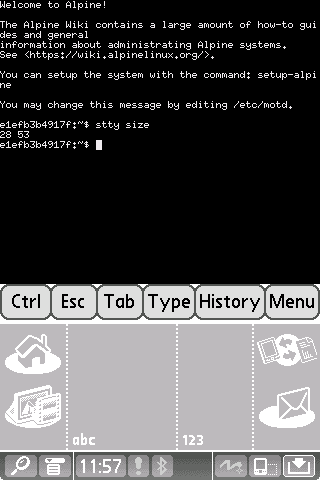 Welcome to Alpine!
The Alpine Wiki contains a large amount of how-to gui
des and general
information about administrating Alpine systems.
See <https://wiki.alpinelinux.org/>.
You can setup the system with the command: setup-alpi
ne
You may change this message by editing /etc/motd.
e1efb3b4917f:~$ stty size
28 53
e1efb3b4917f:~$
Ctrl Esc Tab Type History Menu
abc 123
11:57